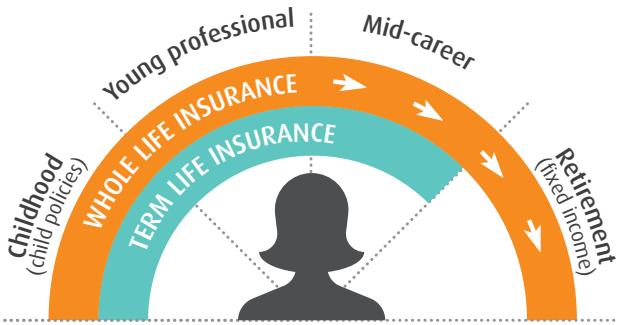 Childhood
(child policies)
Young professional
Mid-career
Retirement
(fixed income)
WHOLE LIFE INSURANCE
TERM LIFE INSURANCE